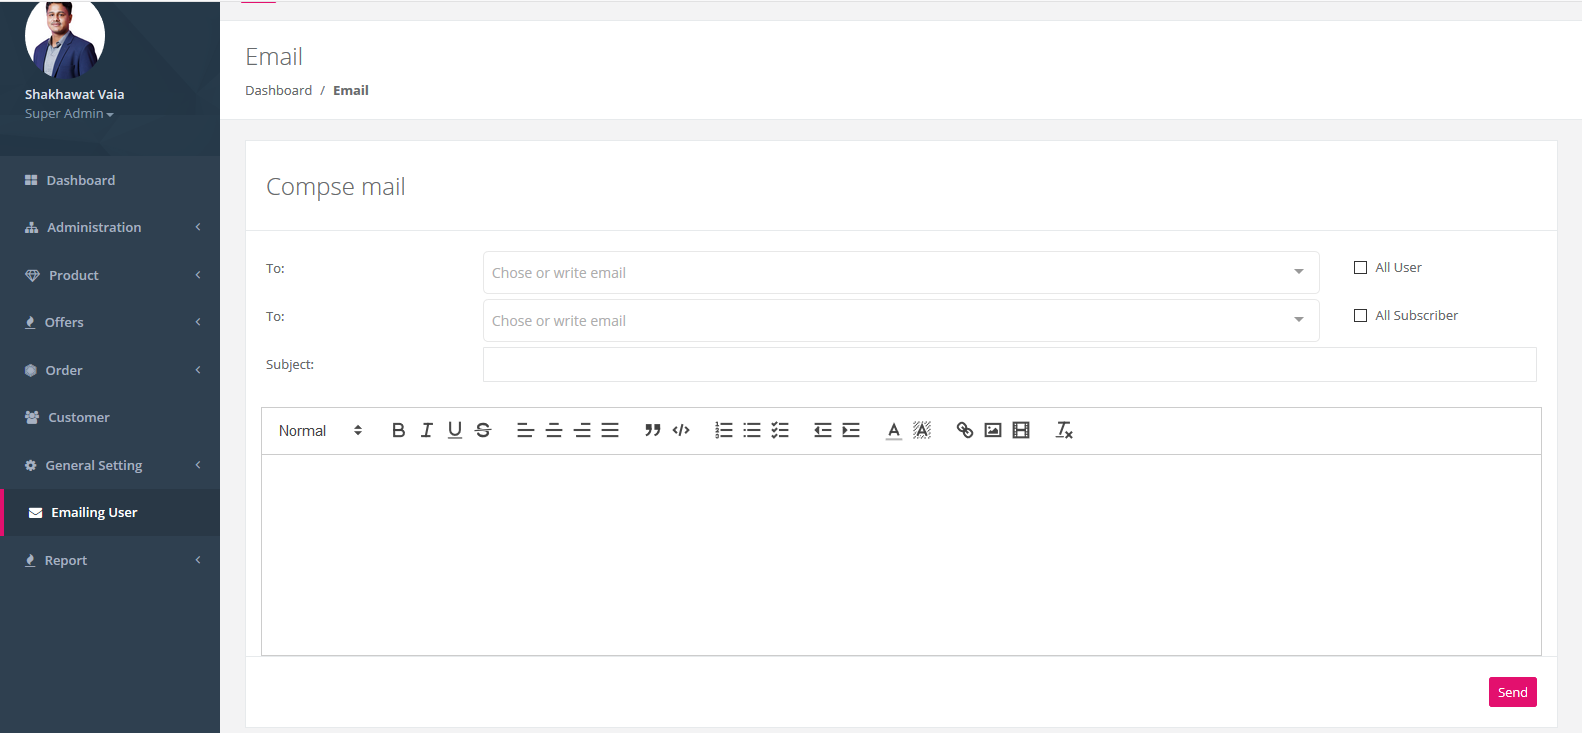 Shakhawat Vaia
Super Admin
Dashboard
Administration
Product
Offers
Order
Customer
General Setting
Emailing User
Report
Email
Dashboard / Email
Compse mail
To: Chose or write email All User
To: Chose or write email All Subscriber
Subject:
Normal
Send